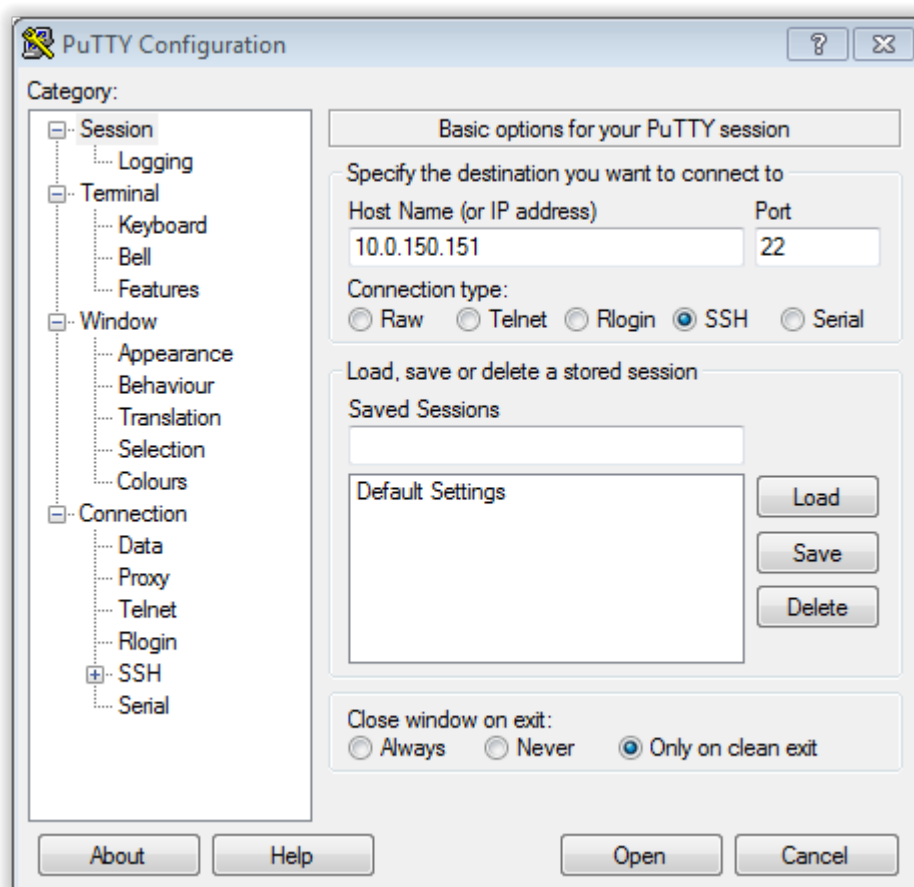 PuTTY Configuration
Category:
Session
Logging
Terminal
Keyboard
Bell
Features
Window
Appearance
Behaviour
Translation
Selection
Colours
Connection
Data
Proxy
Telnet
Rlogin
SSH
Serial
Basic options for your PuTTY session
Specify the destination you want to connect to
Host Name (or IP address) Port
10.0.150.151 22
Connection type:
Raw Telnet Rlogin SSH Serial
Load, save or delete a stored session
Saved Sessions
Default Settings
Load
Save
Delete
Close window on exit:
Always Never Only on clean exit
About Help Open Cancel